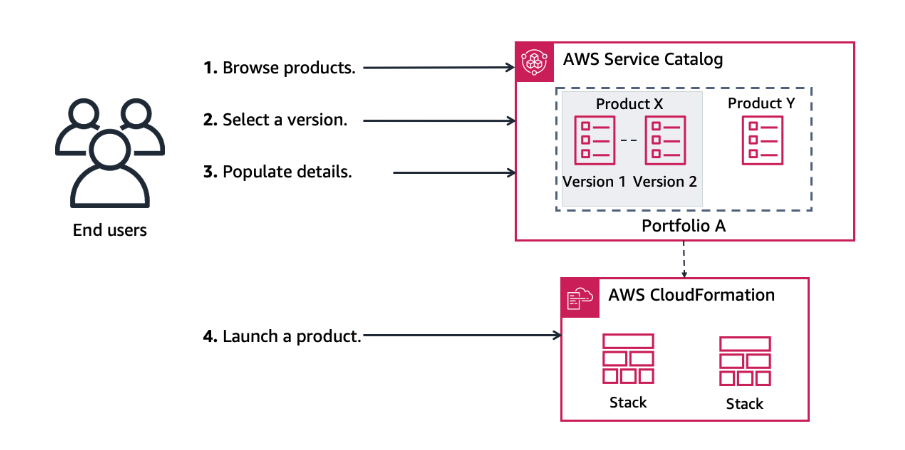 1. Browse products.
2. Select a version.
3. Populate details.
End users
AWS Service Catalog
Product X
Product Y
Version 1
Version 2
Portfolio A
4. Launch a product.
AWS CloudFormation
Stack
Stack